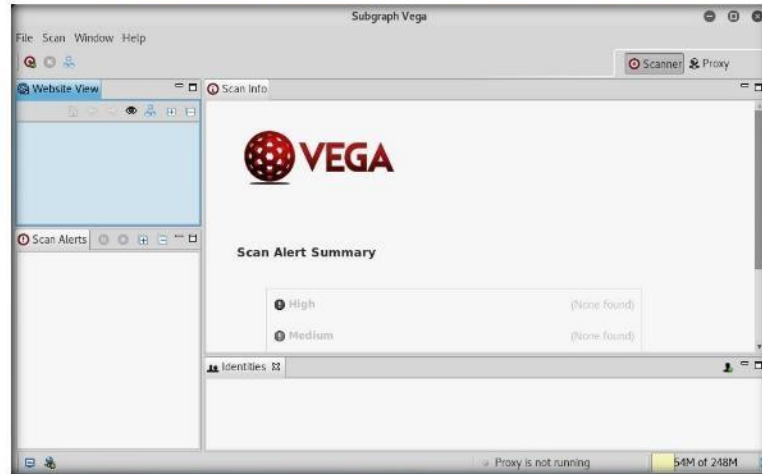 Subgraph Vega
File Scan Window Help
Scanner Proxy
Website View
Scan Info
VEGA
Scan Alerts
Scan Alert Summary
High (None found)
Medium (None found)
Identities
Proxy is not running
54M of 248M